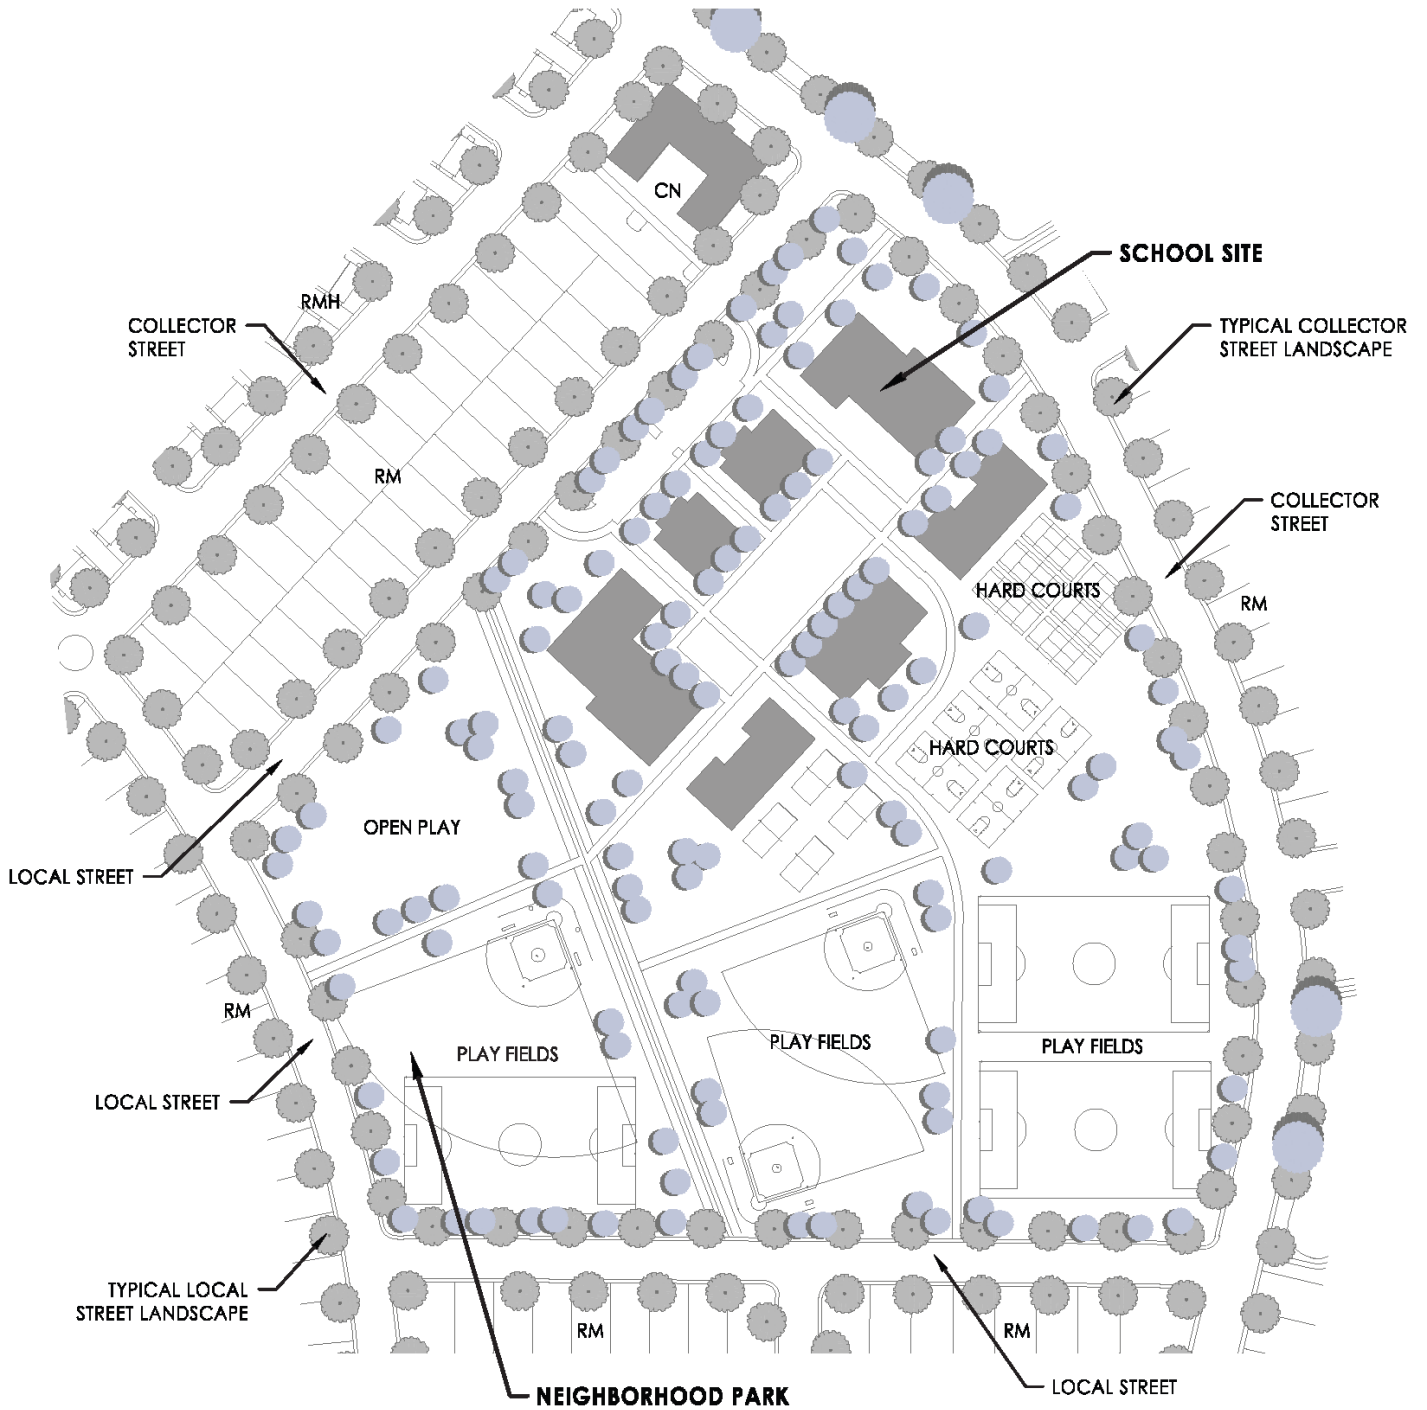 CN
SCHOOL SITE
RMH
COLLECTOR
STREET
TYPICAL COLLECTOR
STREET LANDSCAPE
RM
COLLECTOR
STREET
HARD COURTS
RM
HARD COURTS
OPEN PLAY
LOCAL STREET
RM
PLAY FIELDS
PLAY FIELDS
PLAY FIELDS
LOCAL STREET
TYPICAL LOCAL
STREET LANDSCAPE
RM
RM
LOCAL STREET
NEIGHBORHOOD PARK